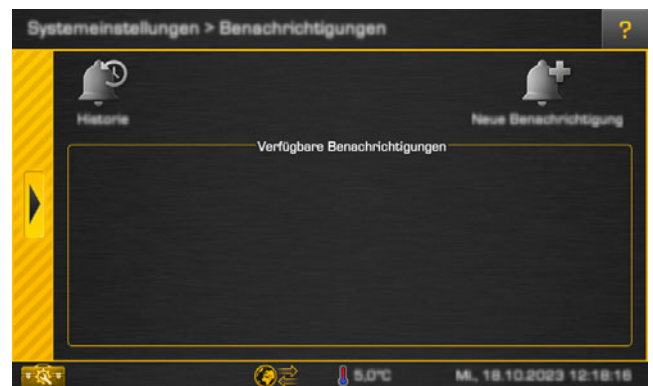 Systemeinstellungen > Benachrichtigungen
?
Historie
Neue Benachrichtigung
Verfügbare Benachrichtigungen
5,0°C
Mi., 18.10.2023 12:18:16